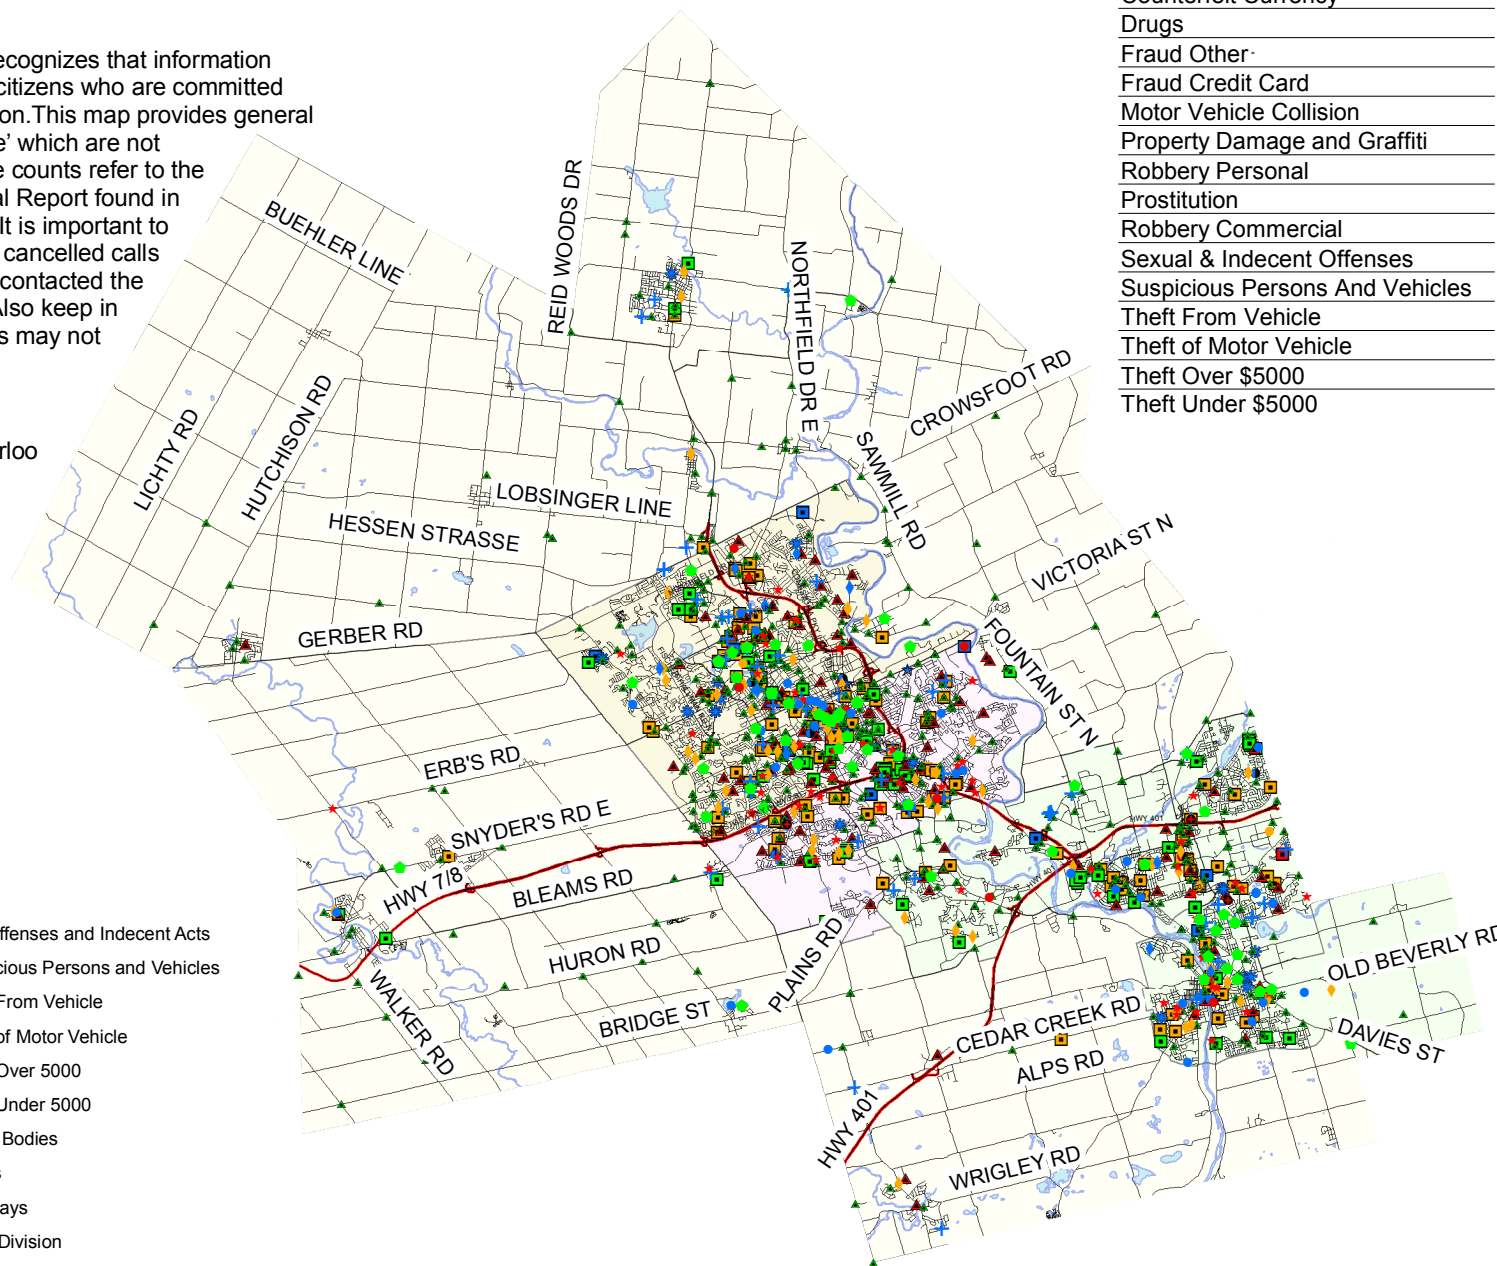 ecognizes that information
citizens who are committed
on.This map provides general
e’ which are not
e counts refer to the
al Report found in
It is important to
cancelled calls
contacted the
Also keep in
s may not
rloo
Counterfeit Currency
Drugs
Fraud Other
Fraud Credit Card
Motor Vehicle Collision
Property Damage and Graffiti
Robbery Personal
Prostitution
Robbery Commercial
Sexual & Indecent Offenses
Suspicious Persons And Vehicles
Theft From Vehicle
Theft of Motor Vehicle
Theft Over $5000
Theft Under $5000
BUEHLER LINE
REID WOODS DR
NORTHFIELD DR E
CROWSFOOT RD
LICHTY RD
HUTCHISON RD
SAWMILL RD
LOBSINGER LINE
HESSEN STRASSE
VICTORIA ST N
GERBER RD
FOUNTAIN ST N
ERB'S RD
SNYDER'S RD E
HWY 401
HWY 7/8
BLEAMS RD
HWY 401
HURON RD
PLAINS RD
OLD BEVERLY RD
WALKER RD
BRIDGE ST
CEDAR CREEK RD
DAVIES ST
ALPS RD
HWY 401
WRIGLEY RD
ffenses and Indecent Acts
cious Persons and Vehicles
From Vehicle
of Motor Vehicle
Over 5000
Under 5000
Bodies
s
ays
Division